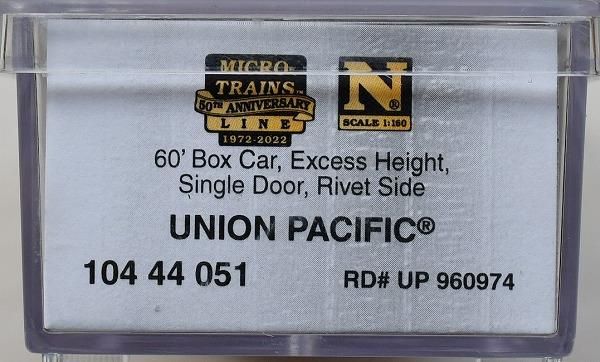 MICRO-
TRAINS™
50TH ANNIVERSARY
LINE
1972-2022
N®
SCALE 1:160
60' Box Car, Excess Height,
Single Door, Rivet Side
UNION PACIFIC®
104 44 051
RD# UP 960974